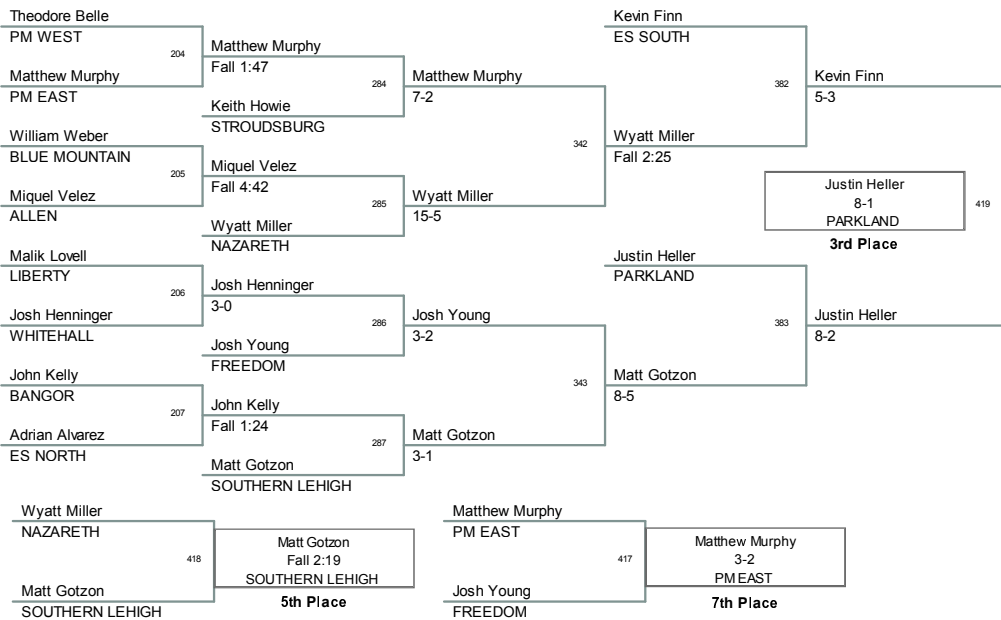 Theodore Belle
PM WEST
204
Matthew Murphy
PM EAST
William Weber
BLUE MOUNTAIN
205
Miquel Velez
ALLEN
Malik Lovell
LIBERTY
206
Josh Henninger
WHITEHALL
John Kelly
BANGOR
207
Adrian Alvarez
ES NORTH
Matthew Murphy
Fall 1:47
284
Keith Howie
STROUDSBURG
Miquel Velez
Fall 4:42
285
Wyatt Miller
NAZARETH
Josh Henninger
3-0
286
Josh Young
FREEDOM
John Kelly
Fall 1:24
287
Matt Gotzon
SOUTHERN LEHIGH
Matthew Murphy
7-2
342
Wyatt Miller
15-5
Josh Young
3-2
343
Matt Gotzon
3-1
Kevin Finn
ES SOUTH
382
Wyatt Miller
Fall 2:25
Justin Heller
PARKLAND
383
Matt Gotzon
8-5
Kevin Finn
5-3
Justin Heller
8-1
PARKLAND
419
3rd Place
Justin Heller
8-2
Wyatt Miller
NAZARETH
418
Matt Gotzon
SOUTHERN LEHIGH
Matt Gotzon
Fall 2:19
SOUTHERN LEHIGH
5th Place
Matthew Murphy
PM EAST
417
Josh Young
FREEDOM
Matthew Murphy
3-2
PM EAST
7th Place